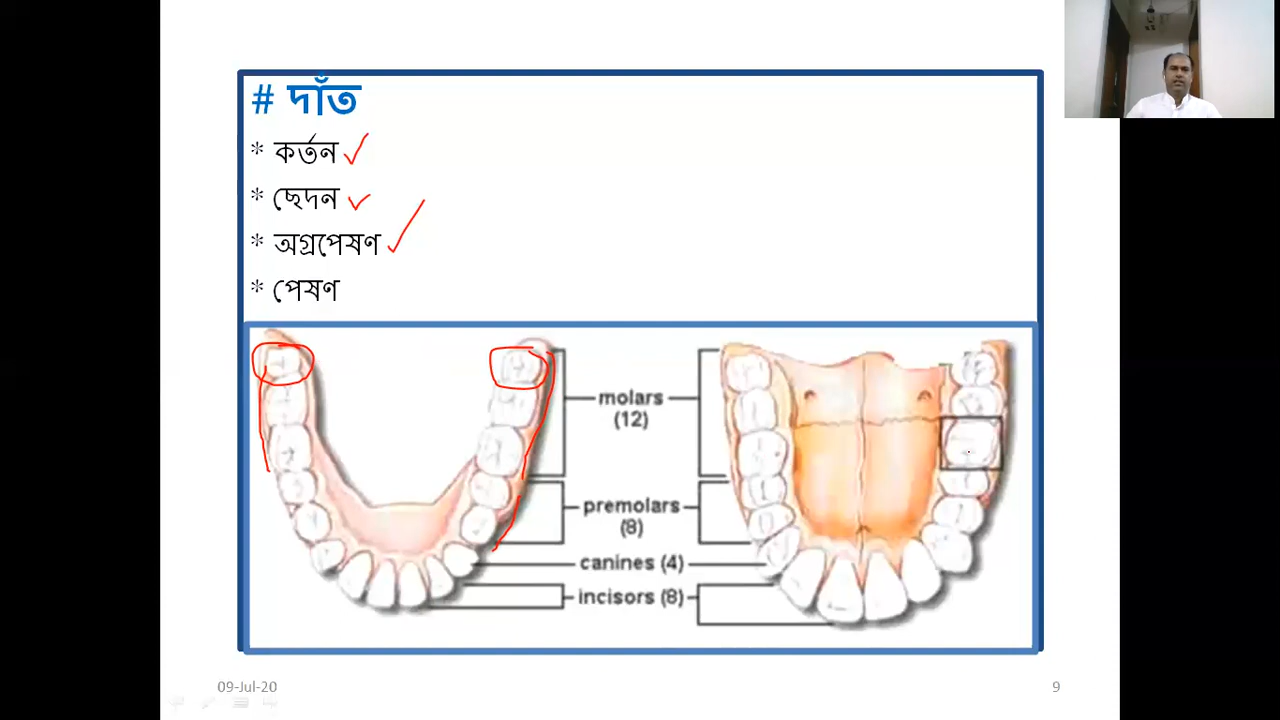 # দাঁত
* কর্তন
* ছেদন
* অগ্রপেষণ
* পেষণ
molars
(12)
premolars
(8)
canines (4)
incisors (8)
09-Jul-20
9